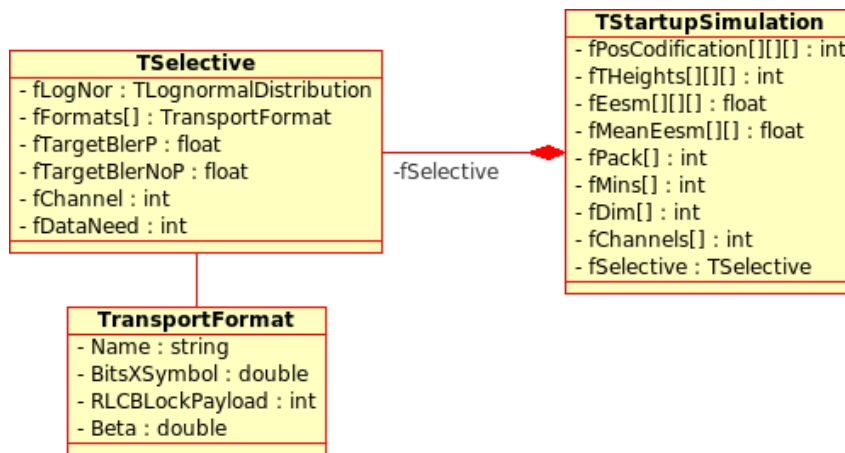 TSelective
- fLogNor : TLognormalDistribution
- fFormats[] : TransportFormat
- fTargetBlerP : float
- fTargetBlerNoP : float
- fChannel : int
- fDataNeed : int
-fSelective
TStartupSimulation
- fPosCodification[][][] : int
- fTHeights[][][] : int
- fEesm[][][] : float
- fMeanEesm[][] : float
- fPack[] : int
- fMins[] : int
- fDim[] : int
- fChannels[] : int
- fSelective : TSelective
TransportFormat
- Name : string
- BitsXSymbol : double
- RLCBLockPayload : int
- Beta : double